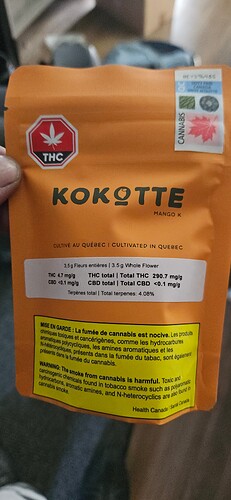 CANNABIS
THC
KOKOTTE
MANGO K
CULTIVÉ AU QUÉBEC | CULTIVATED IN QUEBEC
3,5 g Fleurs entières | 3.5 g Whole Flower
THC 4.7 mg/g THC total | Total THC 290.7 mg/g
CBD <0.1 mg/g CBD total | Total CBD <0.1 mg/g
Terpènes total | Total terpenes: 4.08%
MISE EN GARDE : La fumée de cannabis est nocive. Les produits
chimiques toxiques et cancérigènes, comme les hydrocarbures
aromatiques polycycliques, les amines aromatiques et les
N-hétérocycliques, présents dans la fumée du tabac, sont également
présents dans la fumée du cannabis.
WARNING: The smoke from cannabis is harmful. Toxic and
carcinogenic chemicals found in tobacco smoke such as polyaromatic
hydrocarbons, aromatic amines, and N-heterocyclics are also found in
cannabis smoke.
Health Canada / Santé Canada